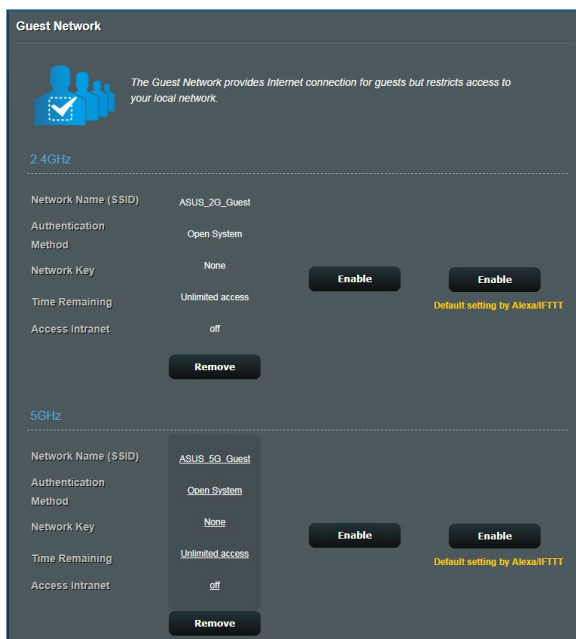 Guest Network
The Guest Network provides Internet connection for guests but restricts access to
your local network.
2.4GHz
Network Name (SSID) ASUS_2G_Guest
Authentication
Method Open System
Network Key None
Enable Enable
Time Remaining Unlimited access
Default setting by Alexa/IFTTT
Access Intranet off
Remove
5GHz
Network Name (SSID) ASUS_5G_Guest
Authentication
Method Open System
Network Key None
Enable Enable
Time Remaining Unlimited access
Default setting by Alexa/IFTTT
Access Intranet off
Remove